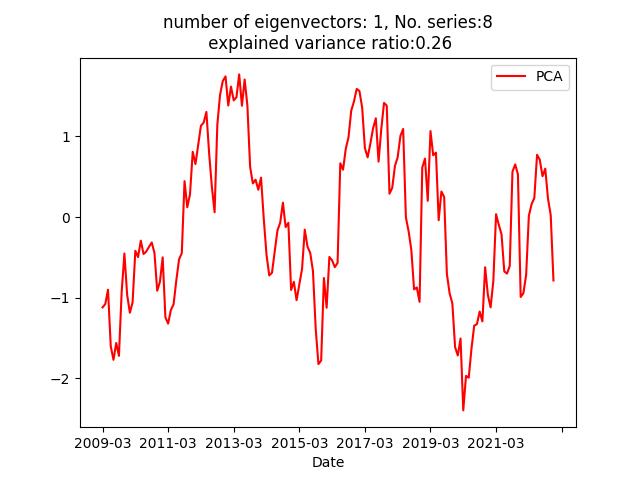 number of eigenvectors: 1, No. series:8
explained variance ratio:0.26
PCA
1
0
−1
−2
2009-03 2011-03 2013-03 2015-03 2017-03 2019-03 2021-03
Date